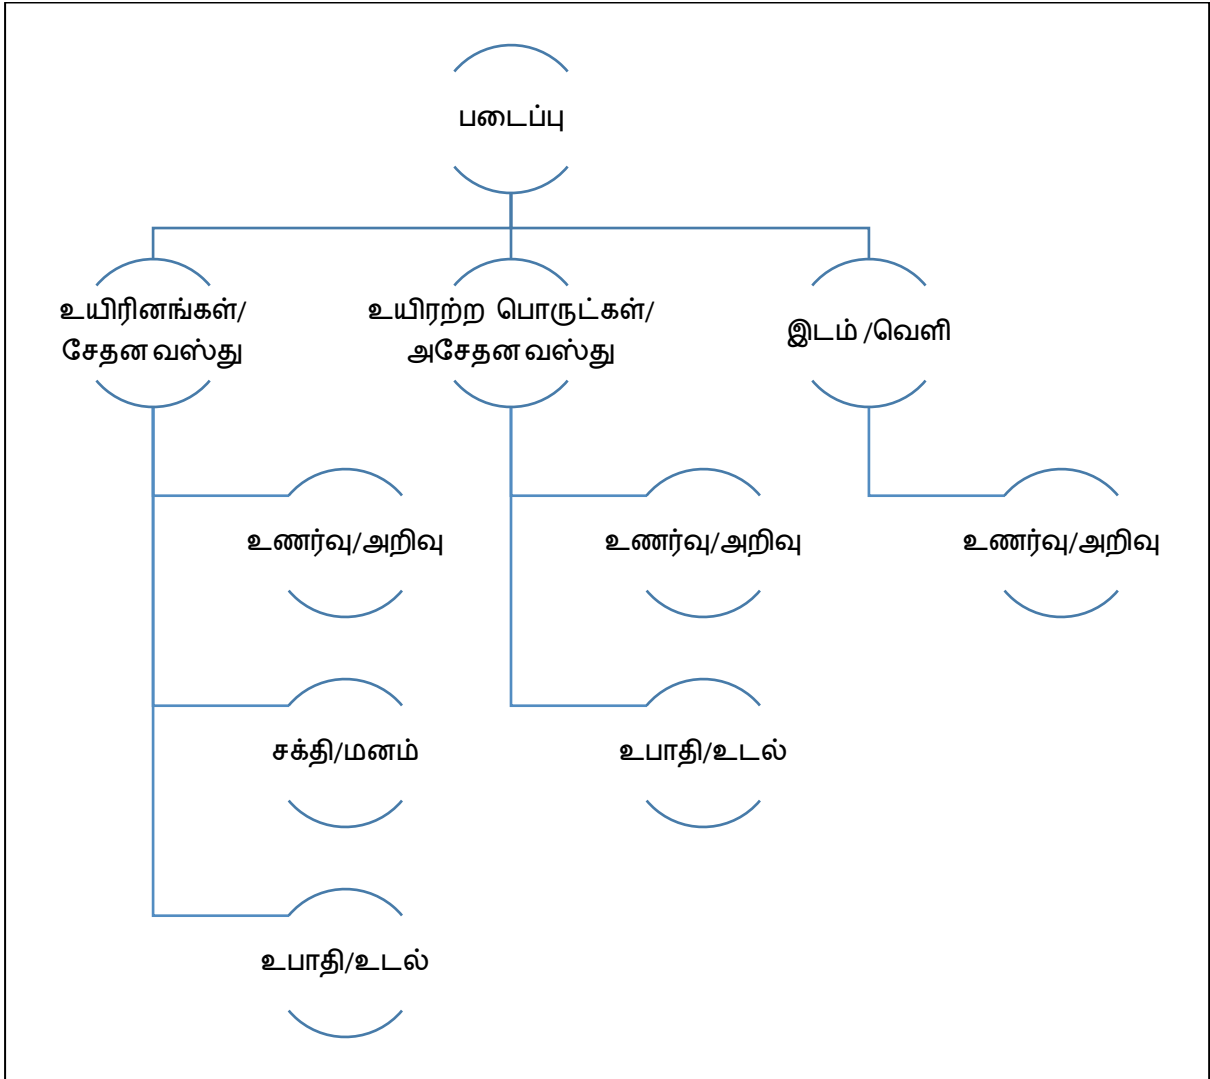 படைப்பு
உயிரினங்கள்/
சேதன வஸ்து
உயிரற்ற பொருட்கள்/
அசேதன வஸ்து
இடம் /வெளி
உணர்வு/அறிவு
உணர்வு/அறிவு
உணர்வு/அறிவு
சக்தி/மனம்
உபாதி/உடல்
உபாதி/உடல்